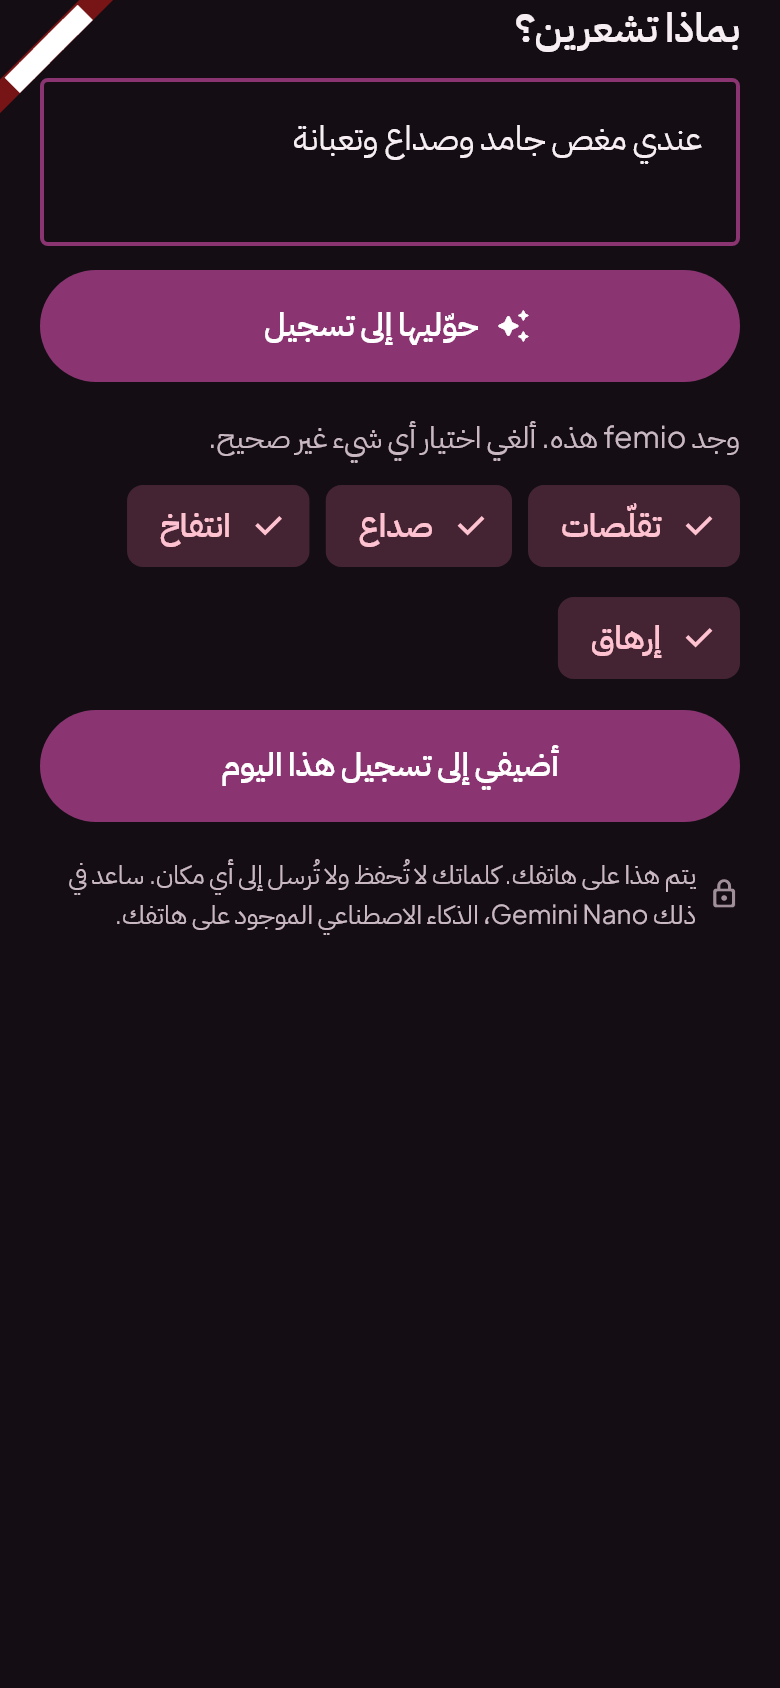 بماذا تشعرين؟
عندي مغص جامد وصداع وتعبانة
حوّليها إلى تسجيل
وجد femio هذه. ألغي اختيار أي شيء غير صحيح.
تقلّصات
صداع
انتفاخ
إرهاق
أضيفي إلى تسجيل هذا اليوم
يتم هذا على هاتفك. كلماتك لا تُحفظ ولا تُرسل إلى أي مكان. ساعد في
ذلك Gemini Nano، الذكاء الاصطناعي الموجود على هاتفك.